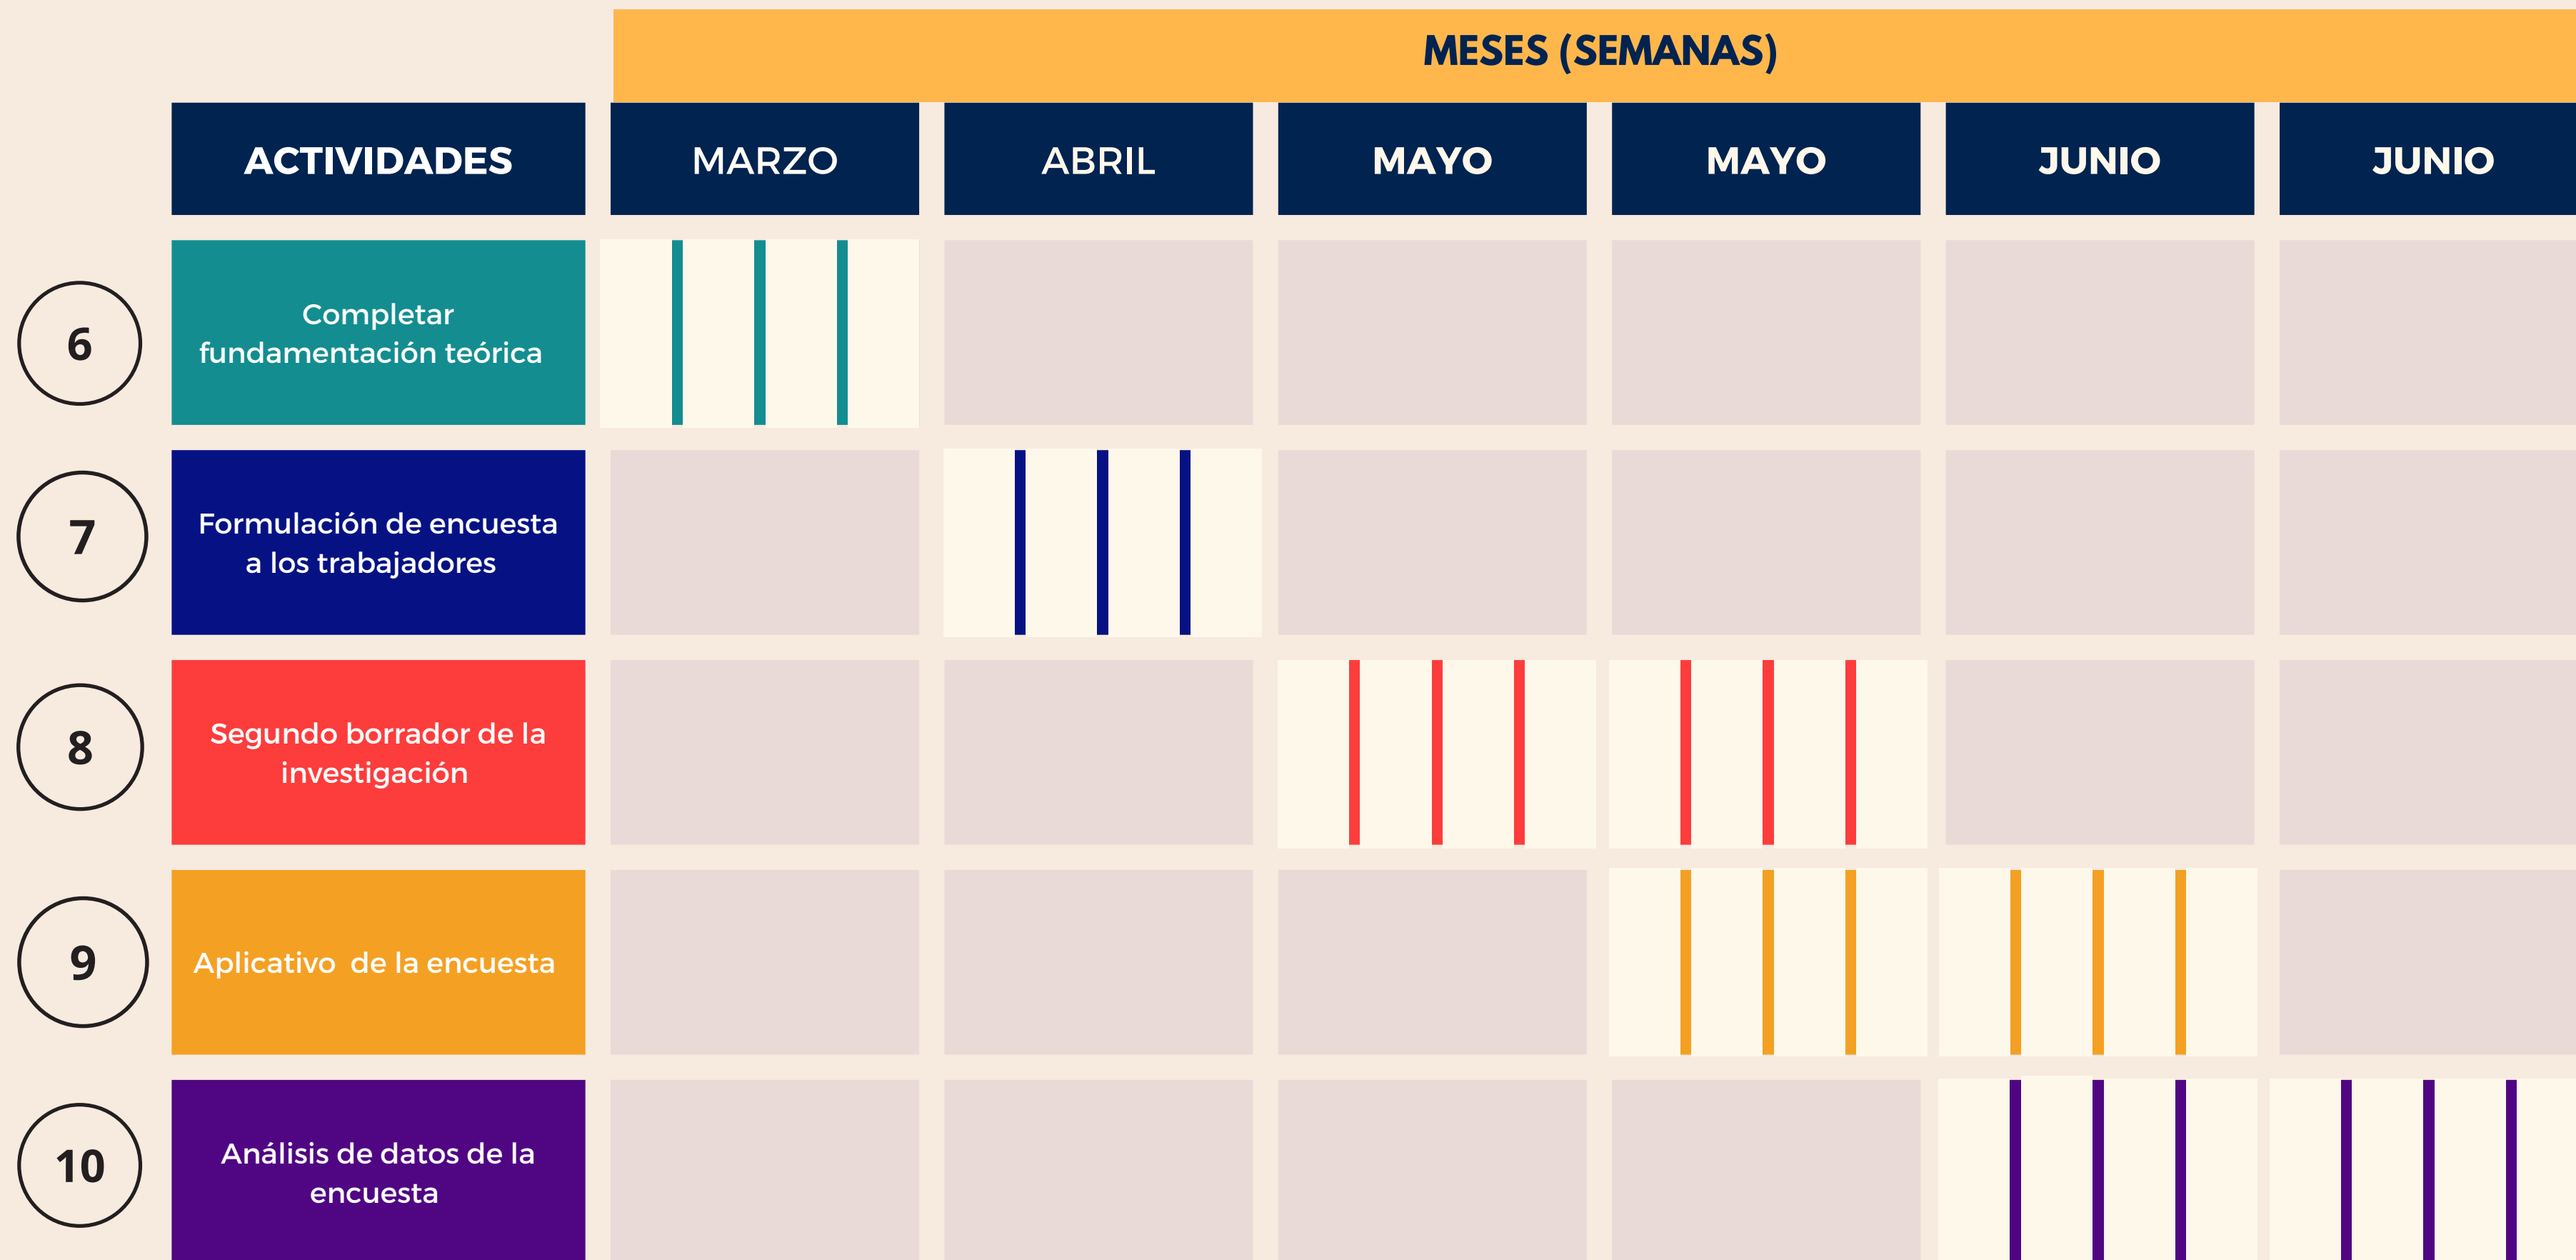 MESES (SEMANAS)
ACTIVIDADES
MARZO
ABRIL
MAYO
MAYO
JUNIO
JUNIO
6
Completar
fundamentación teórica
7
Formulación de encuesta
a los trabajadores
8
Segundo borrador de la
investigación
9
Aplicativo  de la encuesta
10
Análisis de datos de la
encuesta